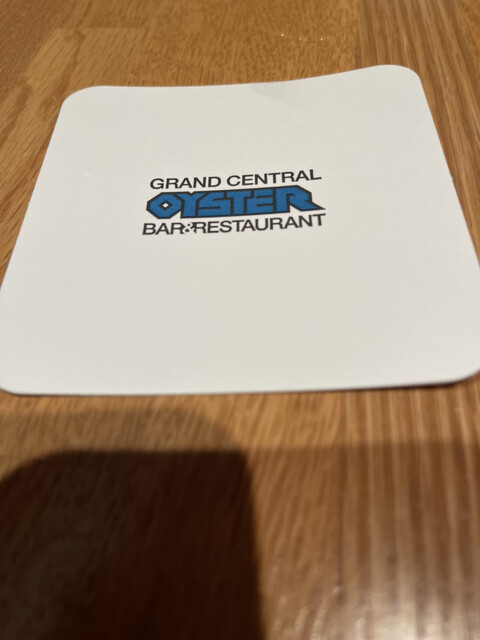 GRAND CENTRAL
OYSTER
BAR & RESTAURANT